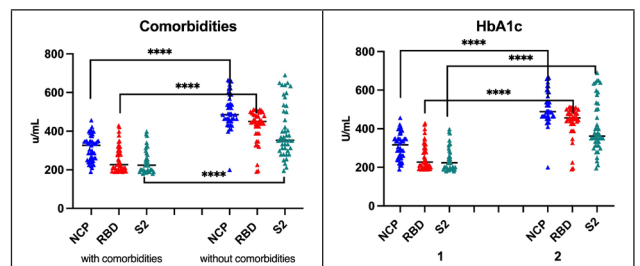 Comorbidities
800
600
400
200
0
u/mL
****
****
****
NCP RBD S2 NCP RBD S2
with comorbidities without comorbidities
HbA1c
800
600
400
200
0
U/mL
****
****
****
NCP RBD S2 NCP RBD S2
1 2